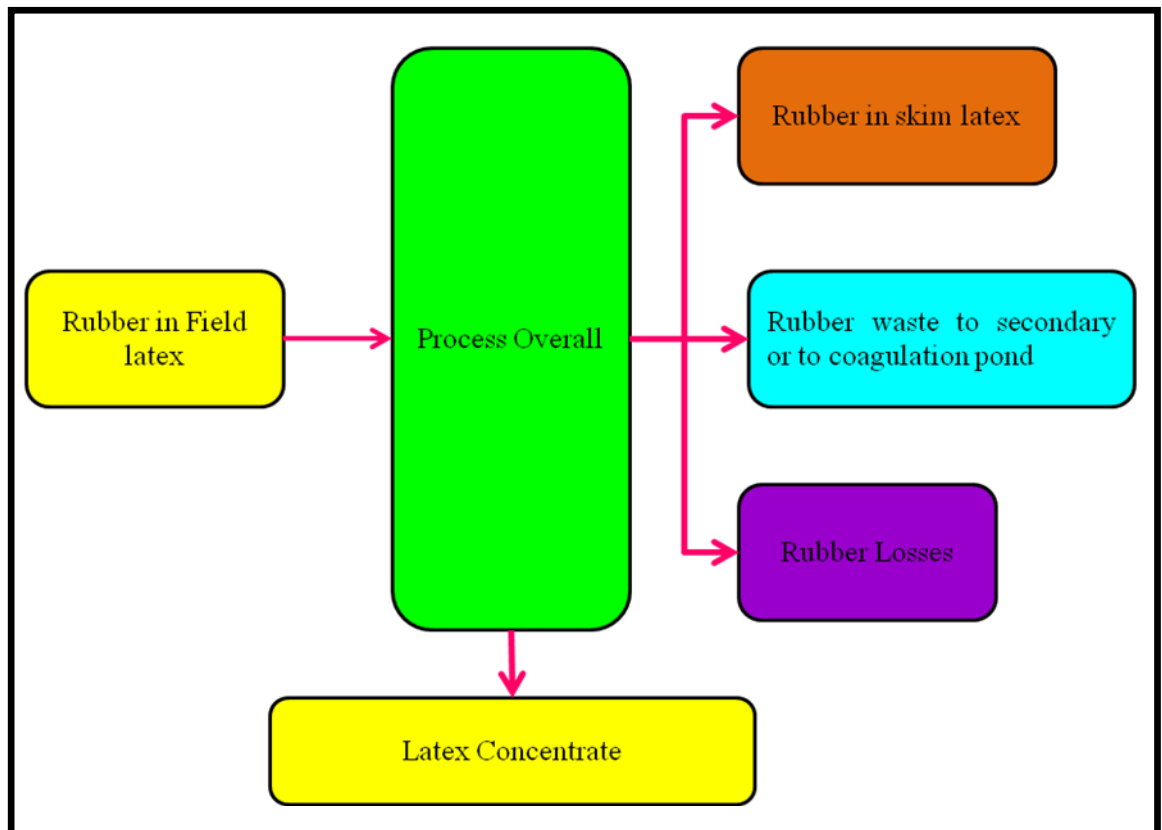 Rubber in skim latex
Rubber in Field
latex
Process Overall
Rubber waste to secondary
or to coagulation pond
Rubber Losses
Latex Concentrate